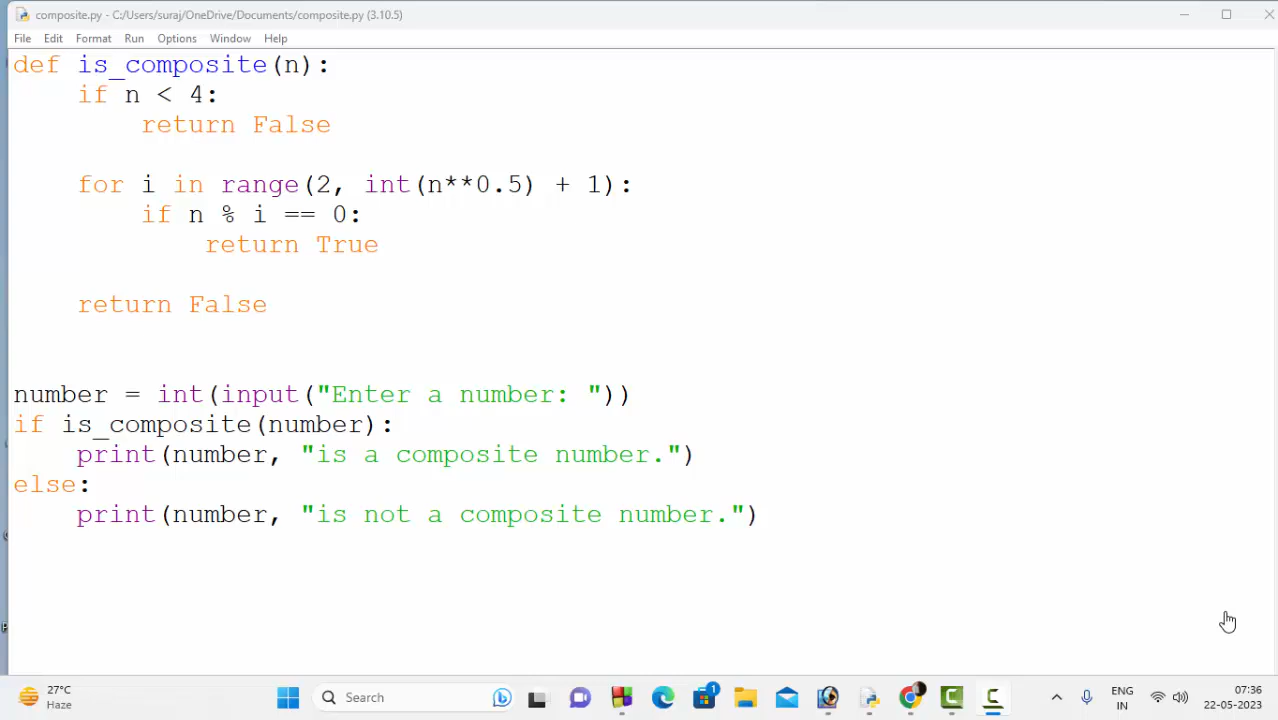 composite.py - C:/Users/suraj/OneDrive/Documents/composite.py (3.10.5)
File Edit Format Run Options Window Help
def is_composite(n):
    if n < 4:
        return False

    for i in range(2, int(n**0.5) + 1):
        if n % i == 0:
            return True

    return False


number = int(input("Enter a number: "))
if is_composite(number):
    print(number, "is a composite number.")
else:
    print(number, "is not a composite number.")
27°C
Haze
Search
1
ENG
IN
07:36
22-05-2023